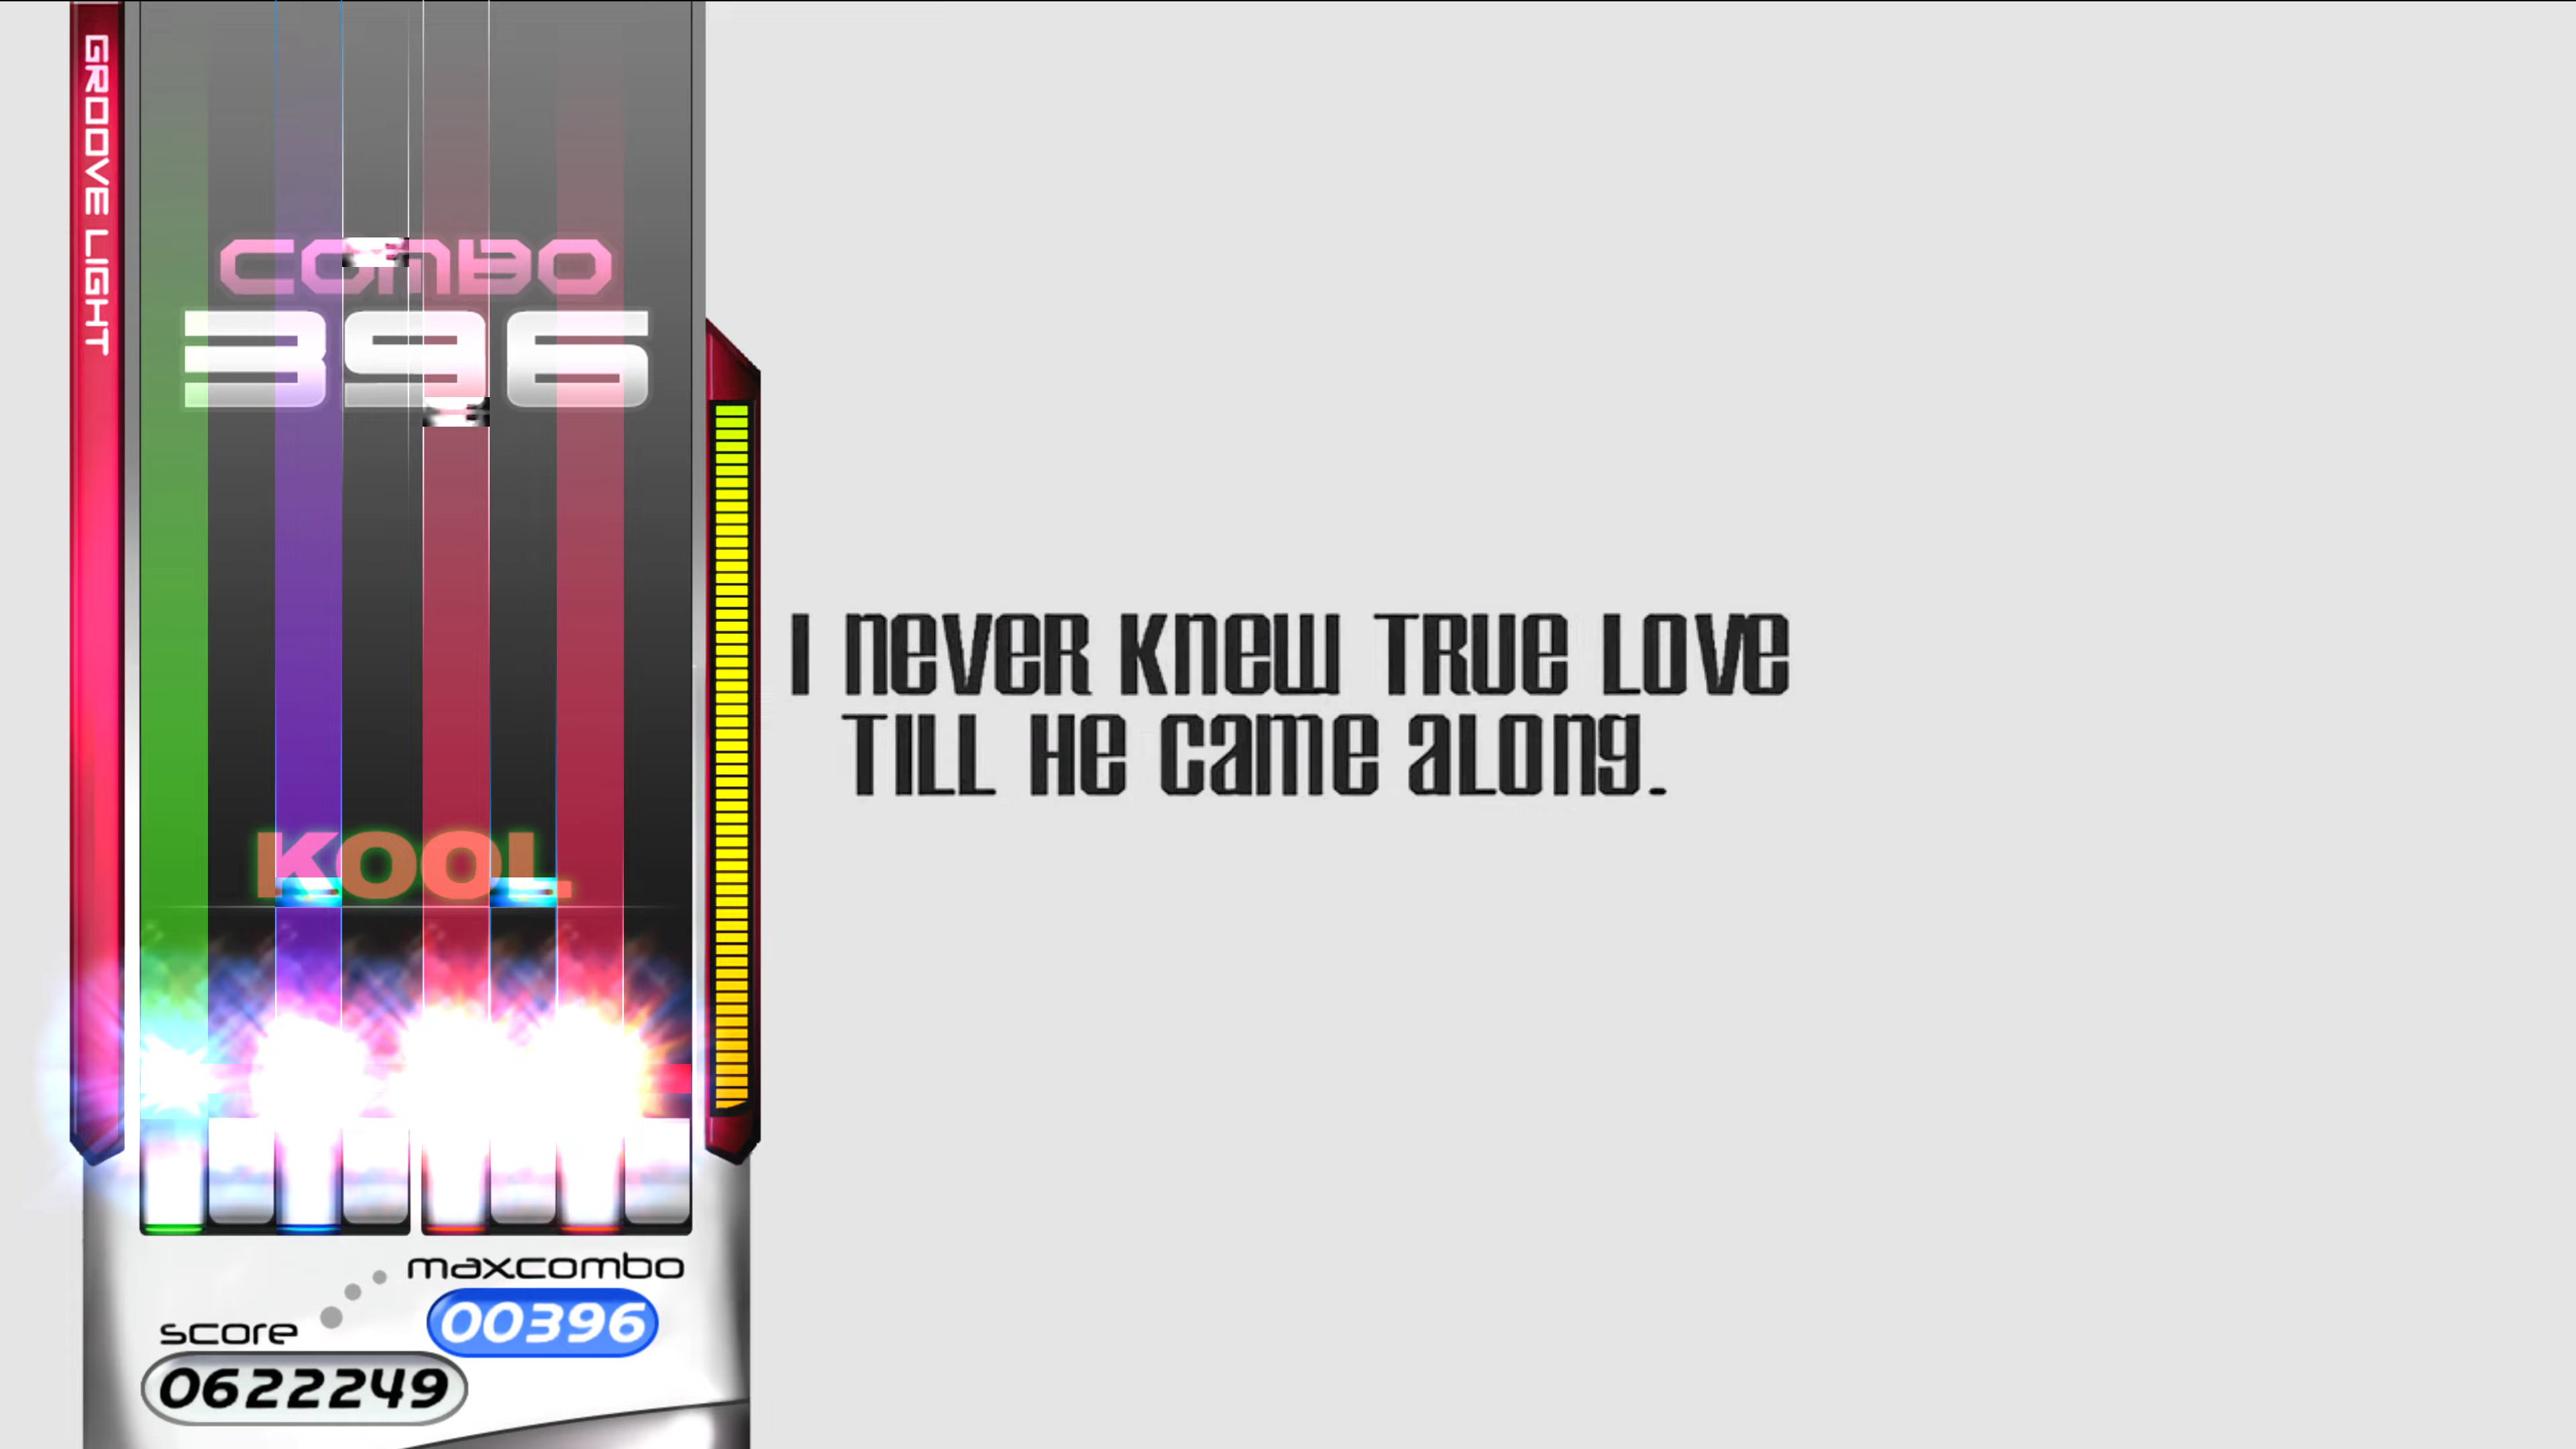 GROOVE LIGHT
COMBO
396
I never knew true love
till he came along.
KOOL
maxcombo
00396
score
0622249